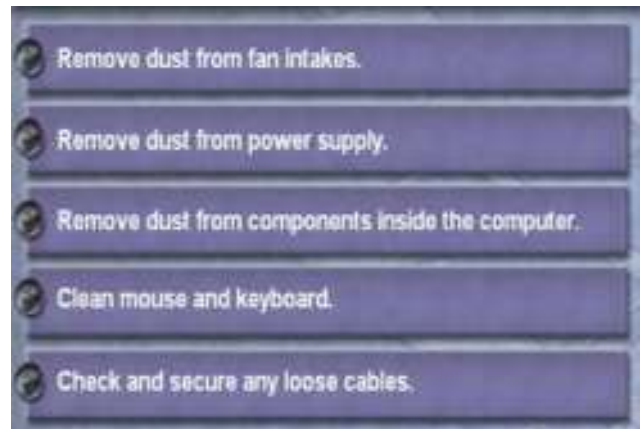 Remove dust from fan intakes.
Remove dust from power supply.
Remove dust from components inside the computer.
Clean mouse and keyboard.
Check and secure any loose cables.